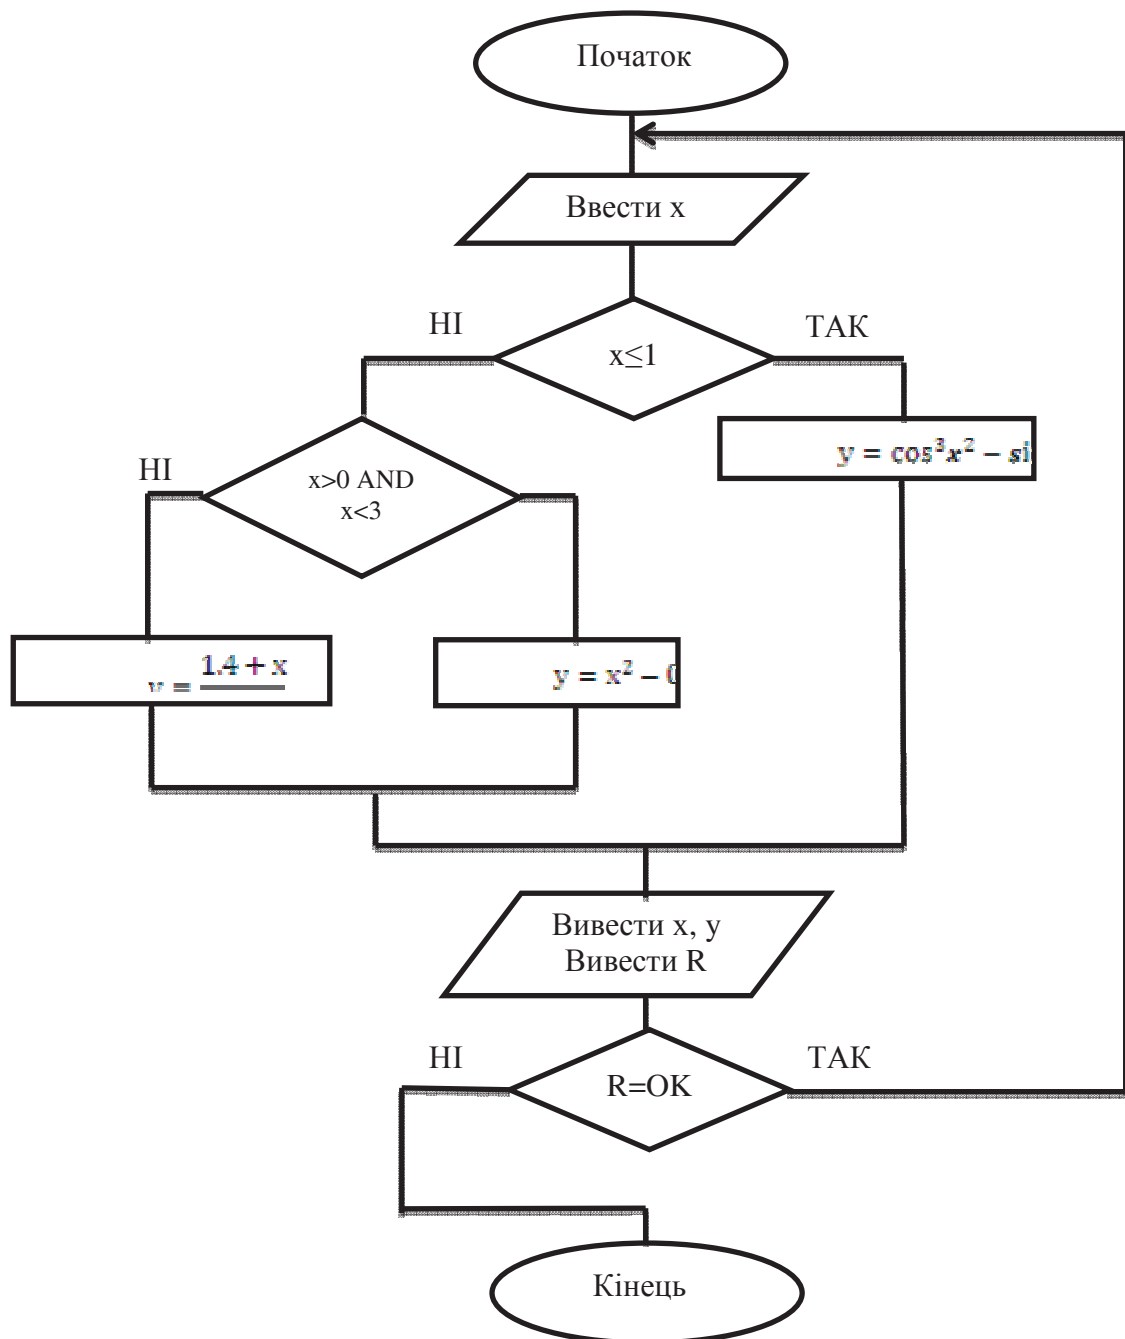 Початок
Ввести x
НІ
ТАК
x≤1
y = cos³x² − si
НІ
x>0 AND
x<3
y = 1.4 + x
y = x² − 0
Вивести x, y
Вивести R
НІ
ТАК
R=OK
Кінець